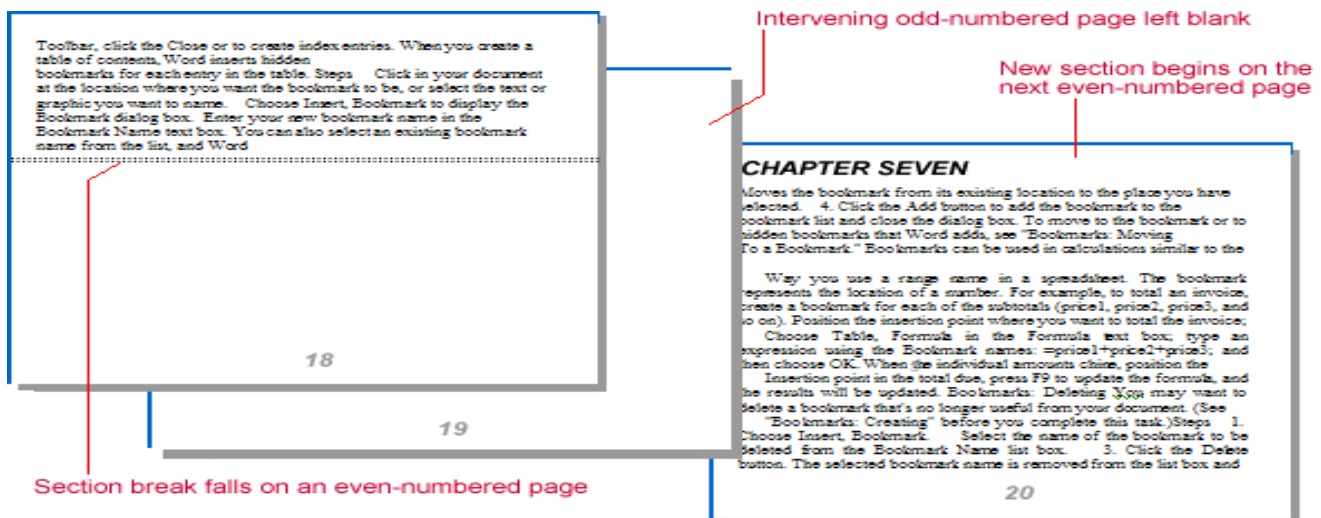 Intervening odd-numbered page left blank
New section begins on the
next even-numbered page
Toolbar, click the Close or to create index entries. When you create a
table of contents, Word inserts hidden
bookmarks for each entry in the table. Steps Click in your document
at the location where you want the bookmark to be, or select the text or
graphic you want to name. Choose Insert, Bookmark to display the
Bookmark dialog box. Enter your new bookmark name in the
Bookmark Name text box. You can also select an existing bookmark
name from the list, and Word
18
19
Section break falls on an even-numbered page
CHAPTER SEVEN
Moves the bookmark from its existing location to the place you have
selected. 4. Click the Add button to add the bookmark to the
bookmark list and close the dialog box. To move to the bookmark or to
hidden bookmarks that Word adds, see "Bookmarks: Moving
To a Bookmark." Bookmarks can be used in calculations similar to the
Way you use a range name in a spreadsheet. The bookmark
represents the location of a number. For example, to total an invoice,
create a bookmark for each of the subtotals (price1, price2, price3, and
so on). Position the insertion point where you want to total the invoice;
Choose Table, Formula in the Formula text box; type an
expression using the Bookmark names: =price1+price2+price3; and
then choose OK. When the individual amounts chine, position the
Insertion point in the total due, press F9 to update the formula, and
the results will be updated. Bookmarks: Deleting You may want to
delete a bookmark that's no longer useful from your document. (See
"Bookmarks: Creating" before you complete this task.)Steps 1.
Choose Insert, Bookmark. Select the name of the bookmark to be
deleted from the Bookmark Name list box. 3. Click the Delete
button. The selected bookmark name is removed from the list box and
20